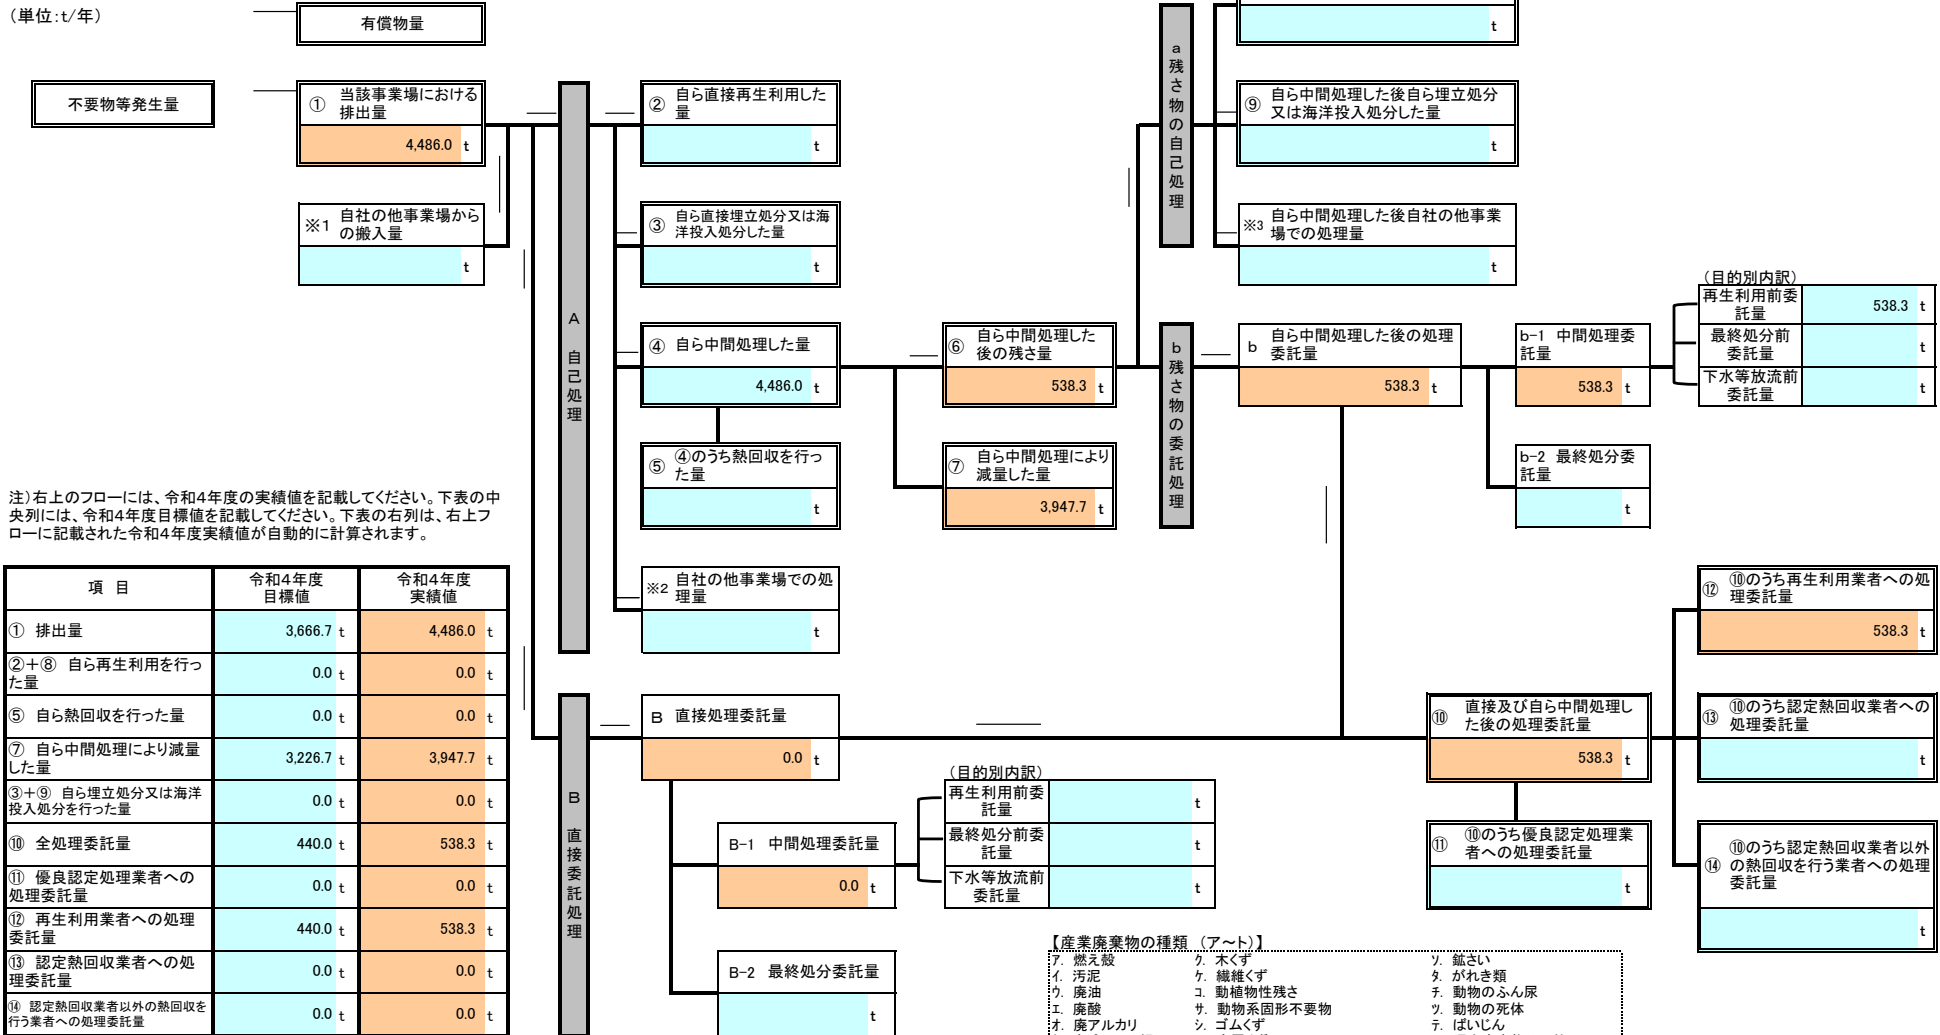 (単位:t/年)
有償物量
不要物等発生量
① 当該事業場における
排出量
4,486.0 t
※1 自社の他事業場から
の搬入量
t
A 自己処理
② 自ら直接再生利用した
量
t
③ 自ら直接埋立処分又は海
洋投入処分した量
t
④ 自ら中間処理した量
4,486.0 t
⑤ ④のうち熱回収を行っ
た量
t
※2 自社の他事業場での処
理量
t
⑥ 自ら中間処理した
後の残さ量
538.3 t
⑦ 自ら中間処理により
減量した量
3,947.7 t
a 残さ物の自己処理
t
⑨ 自ら中間処理した後自ら埋立処分
又は海洋投入処分した量
t
※3 自ら中間処理した後自社の他事業
場での処理量
t
b 残さ物の委託処理
b 自ら中間処理した後の処理
委託量
538.3 t
b-1 中間処理委
託量
538.3 t
b-2 最終処分委
託量
t
(目的別内訳)
再生利用前委
託量
538.3 t
最終処分前
委託量
t
下水等放流前
委託量
t
注)右上のフローには、令和4年度の実績値を記載してください。下表の中
央列には、令和4年度目標値を記載してください。下表の右列は、右上フ
ローに記載された令和4年度実績値が自動的に計算されます。
項 目 令和4年度
目標値 令和4年度
実績値
① 排出量 3,666.7 t 4,486.0 t
②+⑧ 自ら再生利用を行っ
た量 0.0 t 0.0 t
⑤ 自ら熱回収を行った量 0.0 t 0.0 t
⑦ 自ら中間処理により減量
した量 3,226.7 t 3,947.7 t
③+⑨ 自ら埋立処分又は海洋
投入処分を行った量 0.0 t 0.0 t
⑩ 全処理委託量 440.0 t 538.3 t
⑪ 優良認定処理業者への
処理委託量 0.0 t 0.0 t
⑫ 再生利用業者への処理
委託量 440.0 t 538.3 t
⑬ 認定熱回収業者への処
理委託量 0.0 t 0.0 t
⑭ 認定熱回収業者以外の熱回収を
行う業者への処理委託量 0.0 t 0.0 t
B 直接委託処理
B 直接処理委託量
0.0 t
B-1 中間処理委託量
0.0 t
B-2 最終処分委託量
t
(目的別内訳)
再生利用前委
託量
t
最終処分前委
託量
t
下水等放流前
委託量
t
⑩ 直接及び自ら中間処理し
た後の処理委託量
538.3 t
⑪ ⑩のうち優良認定処理業
者への処理委託量
t
⑫ ⑩のうち再生利用業者への処
理委託量
538.3 t
⑬ ⑩のうち認定熱回収業者への
処理委託量
t
⑭ ⑩のうち認定熱回収業者以外
の熱回収を行う業者への処理
委託量
t
【産業廃棄物の種類 (ア~ト)】
ア. 燃え殻 ク. 木くず ソ. 鉱さい
イ. 汚泥 ケ. 繊維くず タ. がれき類
ウ. 廃油 コ. 動植物性残さ チ. 動物のふん尿
エ. 廃酸 サ. 動物系固形不要物 ツ. 動物の死体
オ. 廃アルカリ シ. ゴムくず テ. ばいじん